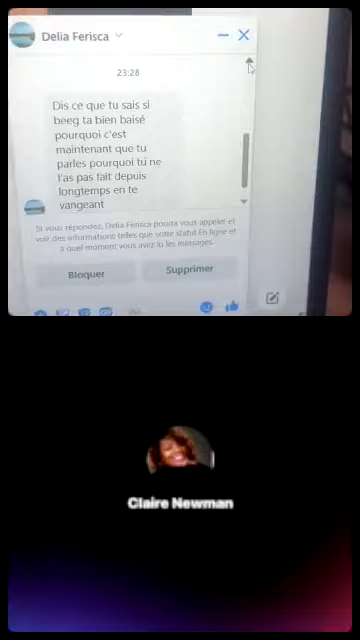 Delia Ferisca
23:28
Dis ce que tu sais si
beeg ta bien baisé
pourquoi c'est
maintenant que tu
parles pourquoi tu ne
l'as pas fait depuis
longtemps en te
vangeant
Si vous répondez, Delia Ferisca pourra vous appeler et
voir des informations telles que votre statut En ligne et
à quel moment vous avez lu les messages.
Bloquer
Supprimer
Claire Newman